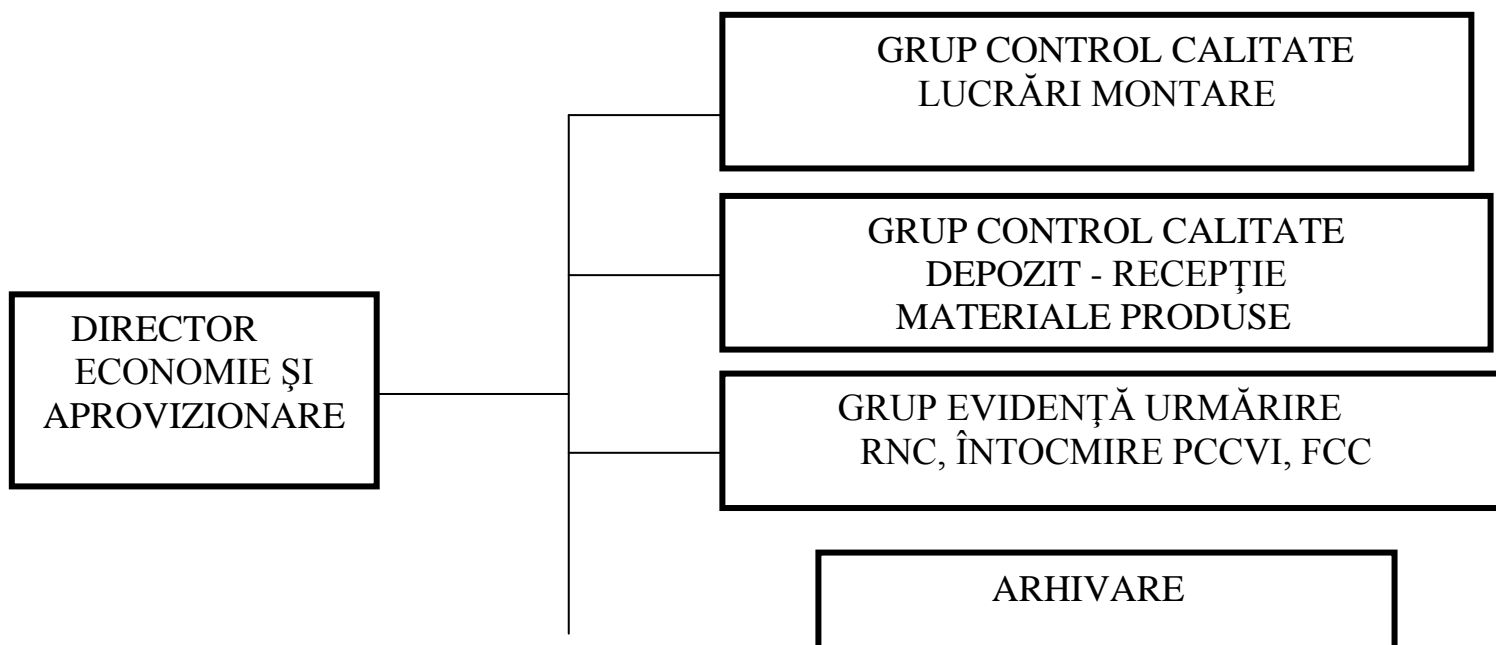 GRUP CONTROL CALITATE
LUCRĂRI MONTARE
GRUP CONTROL CALITATE
DEPOZIT - RECEPŢIE
MATERIALE PRODUSE
DIRECTOR
ECONOMIE ŞI
APROVIZIONARE
GRUP EVIDENŢĂ URMĂRIRE
RNC, ÎNTOCMIRE PCCVI, FCC
ARHIVARE